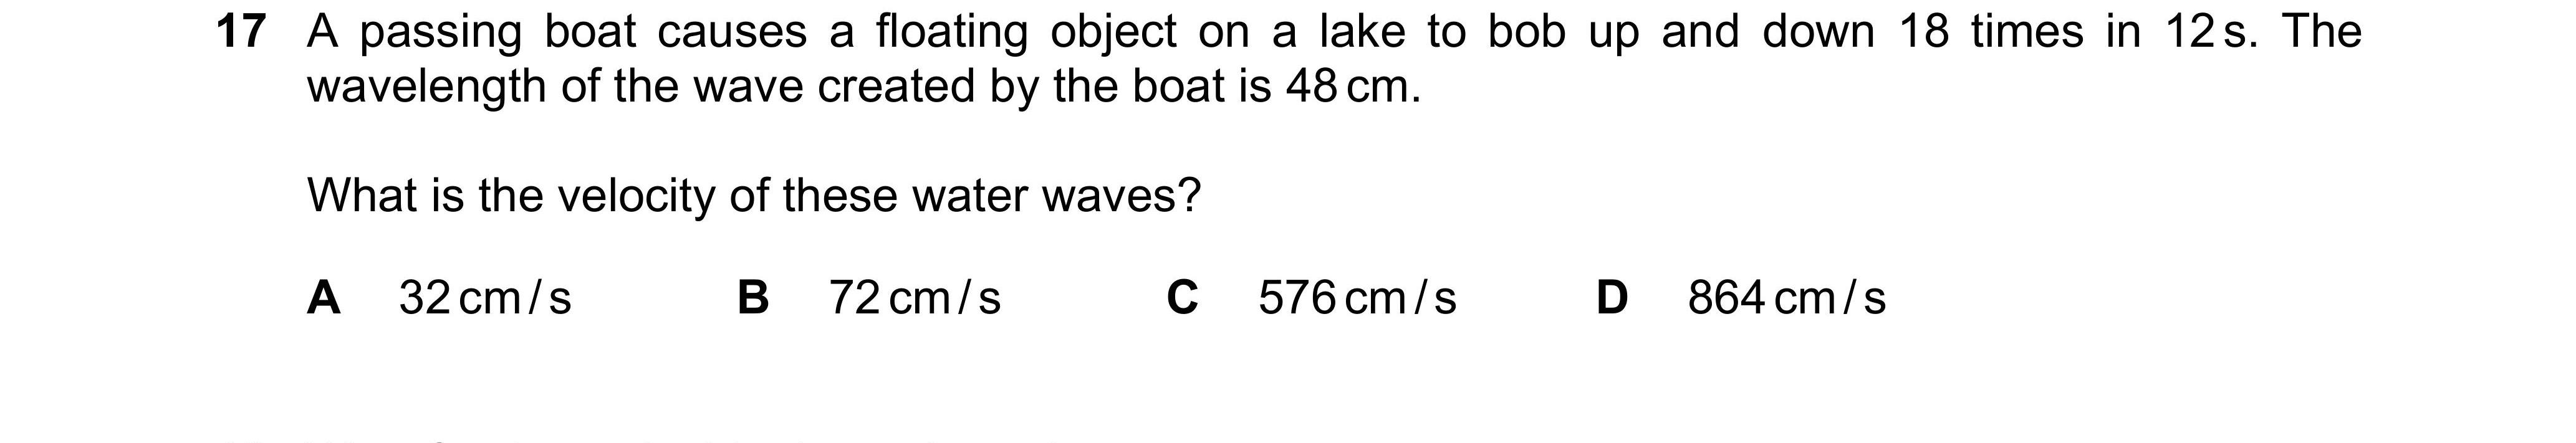 17 A passing boat causes a floating object on a lake to bob up and down 18 times in 12 s. The
wavelength of the wave created by the boat is 48 cm.
What is the velocity of these water waves?
A 32 cm / s B 72 cm / s C 576 cm / s D 864 cm / s